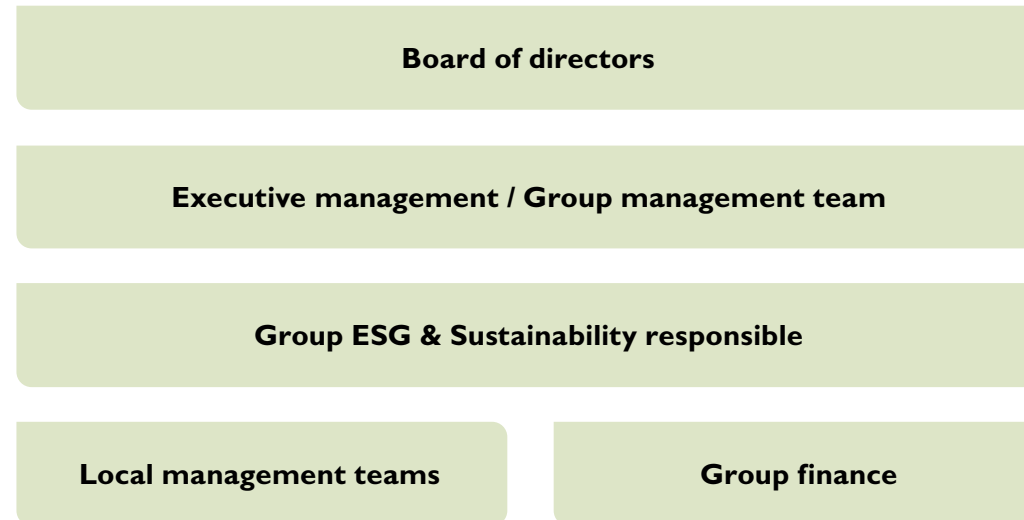 Board of directors
Executive management / Group management team
Group ESG & Sustainability responsible
Local management teams
Group finance